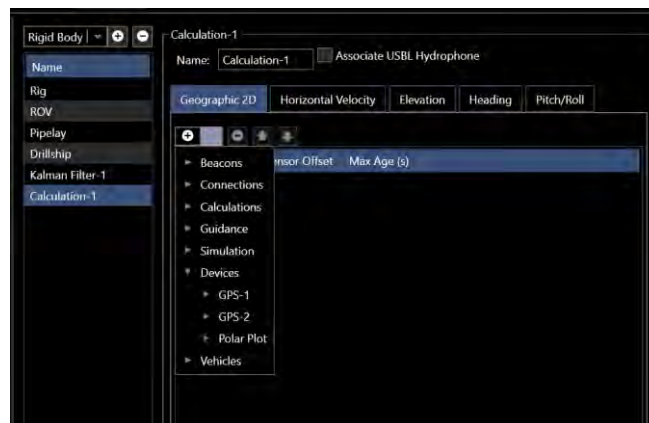 Rigid Body
Calculation-1
Name: Calculation-1 Associate USBL Hydrophone
Name
Rig
ROV
Pipelay
Drillship
Kalman Filter-1
Calculation-1
Geographic 2D Horizontal Velocity Elevation Heading Pitch/Roll
Offset Max Age (s)
Beacons
Connections
Calculations
Guidance
Simulation
Devices
GPS-1
GPS-2
Polar Plot
Vehicles